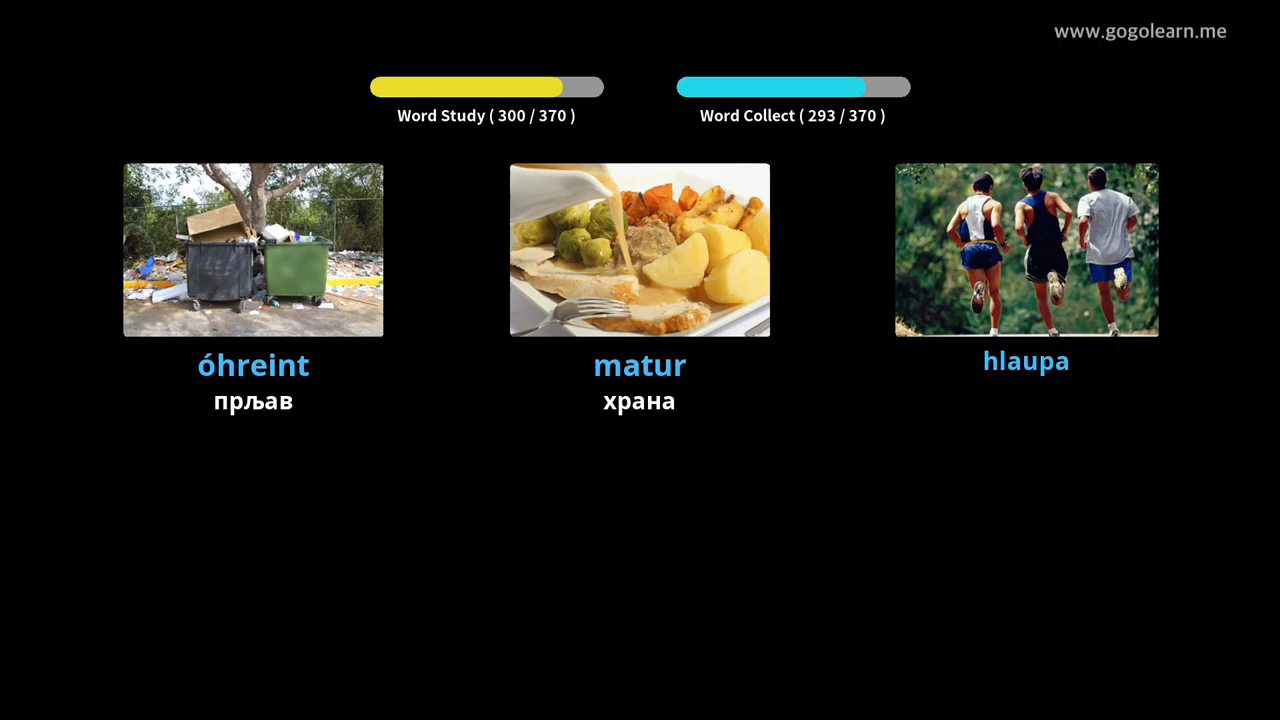 www.gogolearn.me
Word Study ( 300 / 370 )
Word Collect ( 293 / 370 )
óhreint
прљав
matur
храна
hlaupa